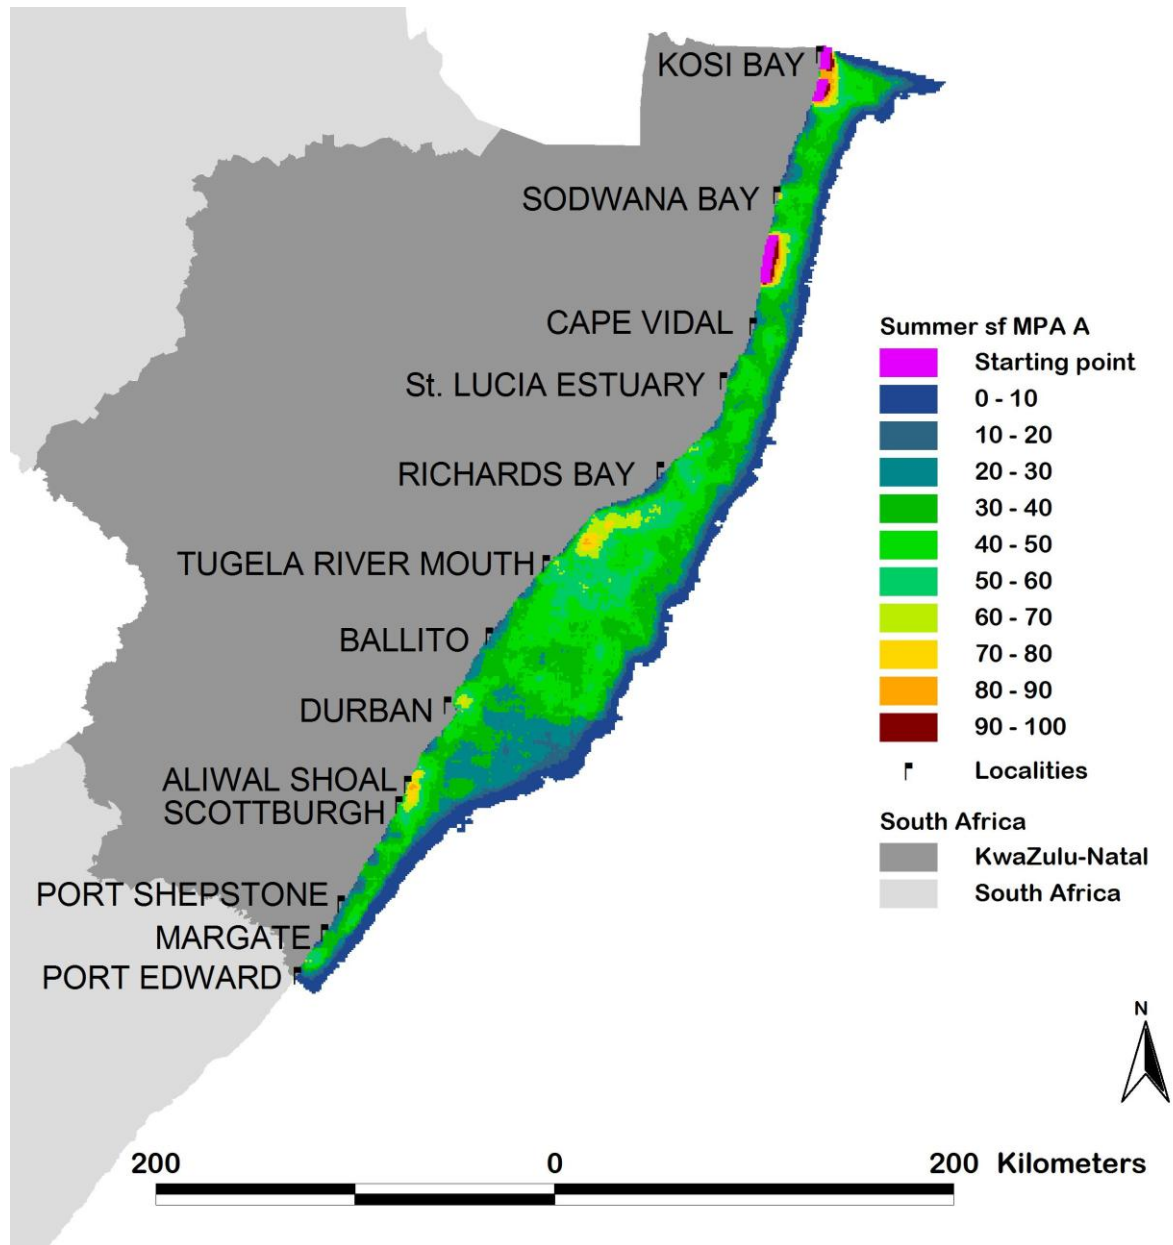 KOSI BAY
SODWANA BAY
CAPE VIDAL
St. LUCIA ESTUARY
RICHARDS BAY
TUGELA RIVER MOUTH
BALLITO
DURBAN
ALIWAL SHOAL
SCOTTBURGH
PORT SHEPSTONE
MARGATE
PORT EDWARD
Summer sf MPA A
Starting point
0 - 10
10 - 20
20 - 30
30 - 40
40 - 50
50 - 60
60 - 70
70 - 80
80 - 90
90 - 100
Localities
South Africa
KwaZulu-Natal
South Africa
N
200 0 200 Kilometers